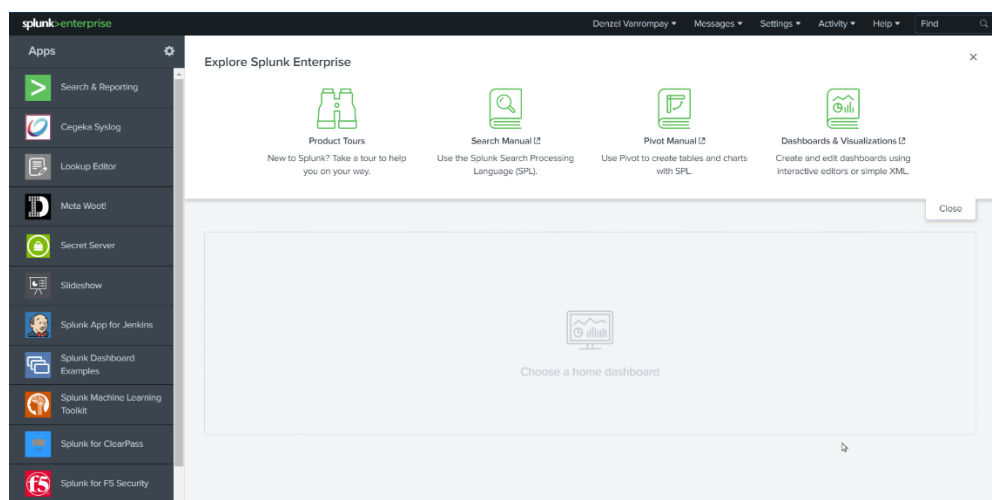 splunk>enterprise
Denzel Vanrompay
Messages
Settings
Activity
Help
Find
Apps
Search & Reporting
Cegeka Syslog
Lookup Editor
Meta Woot!
Secret Server
Slideshow
Splunk App for Jenkins
Splunk Dashboard
Examples
Splunk Machine Learning
Toolkit
Splunk for ClearPass
Splunk for F5 Security
Explore Splunk Enterprise
Product Tours
New to Splunk? Take a tour to help
you on your way.
Search Manual
Use the Splunk Search Processing
Language (SPL).
Pivot Manual
Use Pivot to create tables and charts
with SPL.
Dashboards & Visualizations
Create and edit dashboards using
interactive editors or simple XML.
Close
Choose a home dashboard